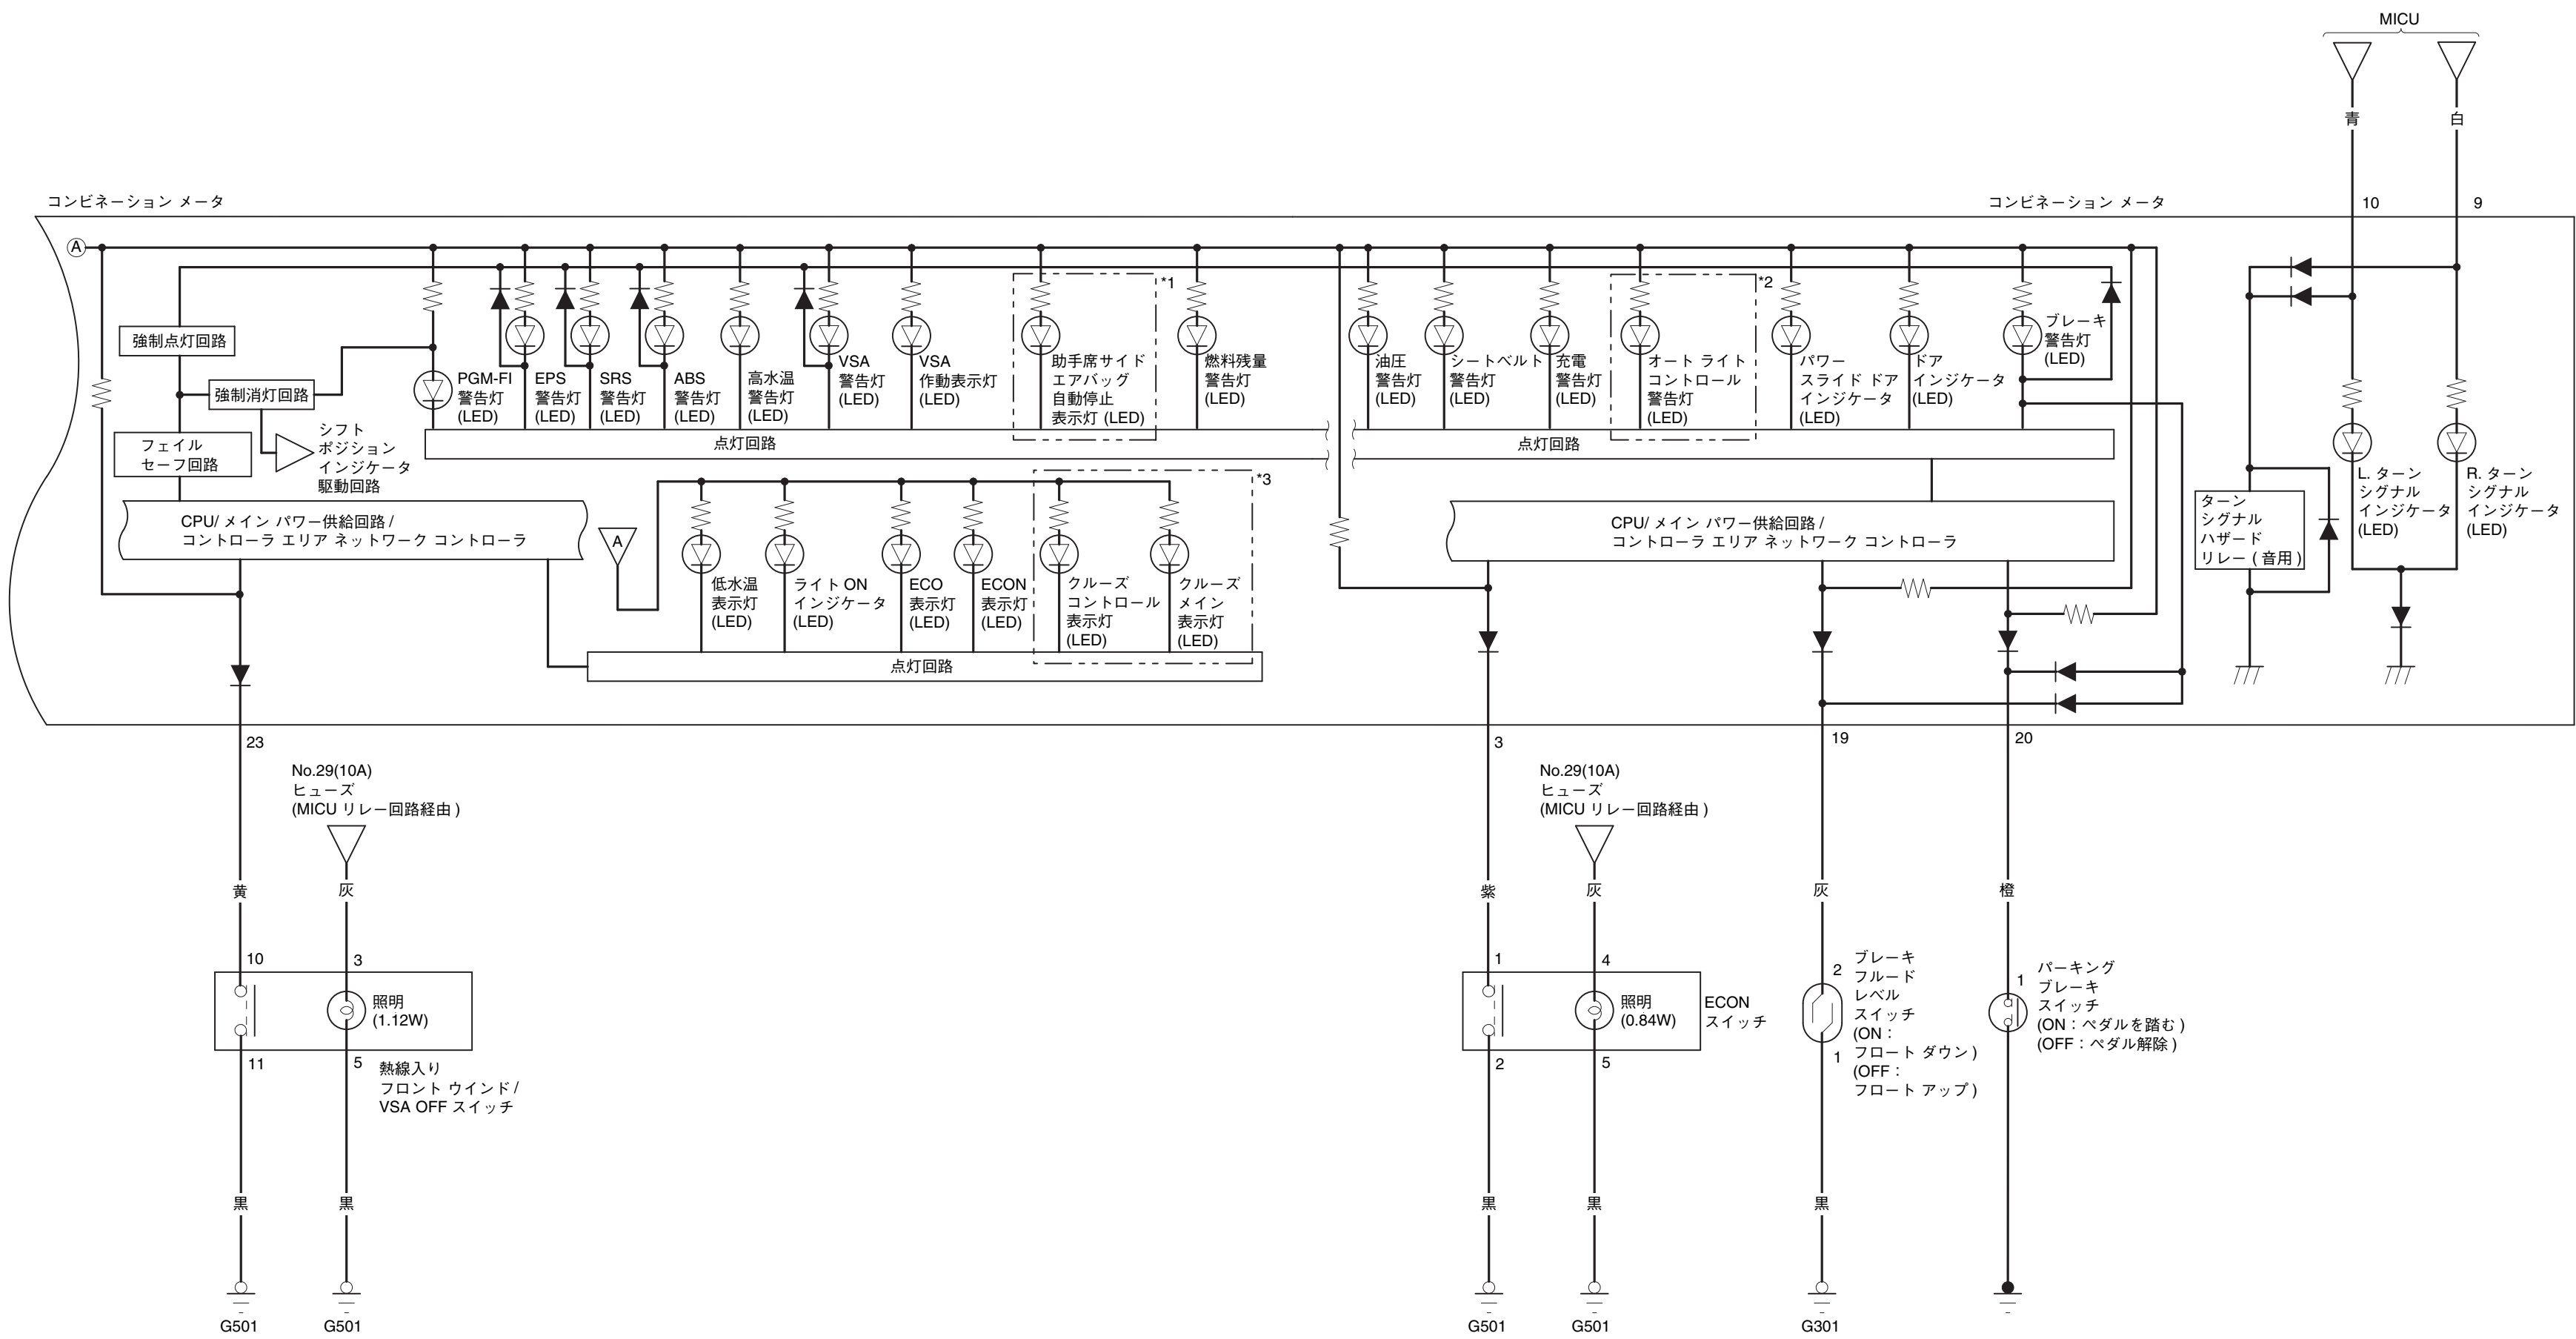 MICU
青
白
コンビネーション メータ
コンビネーション メータ
10
9
A
*1
*2
強制点灯回路
強制消灯回路
フェイル
セーフ回路
シフト
ポジション
インジケータ
駆動回路
PGM-FI
警告灯
(LED)
EPS
警告灯
(LED)
SRS
警告灯
(LED)
ABS
警告灯
(LED)
高水温
警告灯
(LED)
VSA
警告灯
(LED)
VSA
作動表示灯
(LED)
助手席サイド
エアバッグ
自動停止
表示灯 (LED)
燃料残量
警告灯
(LED)
油圧
警告灯
(LED)
シートベルト
警告灯
(LED)
充電
警告灯
(LED)
オート ライト
コントロール
警告灯
(LED)
パワー
スライド ドア
インジケータ
(LED)
ドア
インジケータ
(LED)
ブレーキ
警告灯
(LED)
点灯回路
点灯回路
L. ターン
シグナル
インジケータ
(LED)
R. ターン
シグナル
インジケータ
(LED)
ターン
シグナル
ハザード
リレー ( 音用 )
CPU/ メイン パワー供給回路 /
コントローラ エリア ネットワーク コントローラ
A
*3
低水温
表示灯
(LED)
ライト ON
インジケータ
(LED)
ECO
表示灯
(LED)
ECON
表示灯
(LED)
クルーズ
コントロール
表示灯
(LED)
クルーズ
メイン
表示灯
(LED)
点灯回路
CPU/ メイン パワー供給回路 /
コントローラ エリア ネットワーク コントローラ
23
3
19
20
No.29(10A)
ヒューズ
(MICU リレー回路経由 )
No.29(10A)
ヒューズ
(MICU リレー回路経由 )
黄
灰
紫
灰
灰
橙
10
3
照明
(1.12W)
11
5
熱線入り
フロント ウインド /
VSA OFF スイッチ
1
4
照明
(0.84W)
ECON
スイッチ
2
5
2
ブレーキ
フルード
レベル
スイッチ
(ON :
フロート ダウン )
(OFF :
フロート アップ )
1
1
パーキング
ブレーキ
スイッチ
(ON : ペダルを踏む )
(OFF : ペダル解除 )
黒
黒
黒
黒
黒
G501
G501
G501
G501
G301